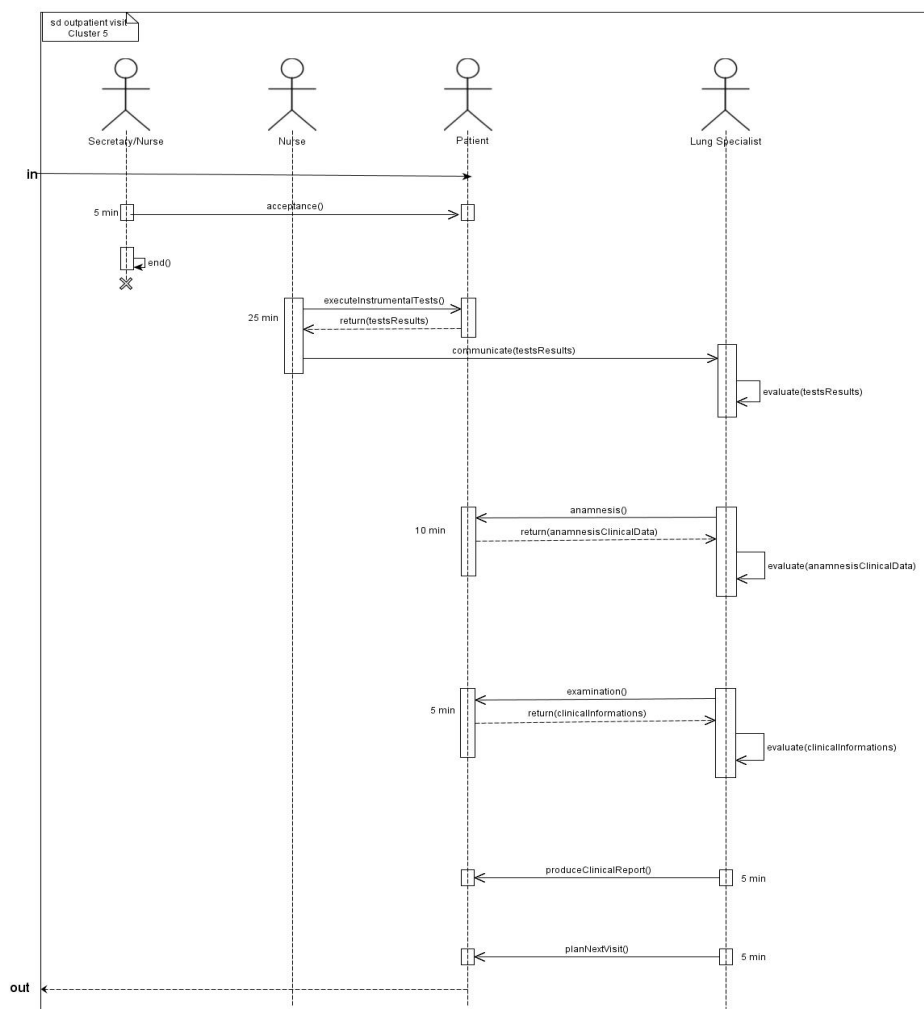 sd outpatient visit
Cluster 5
Secretary/Nurse
Nurse
Patient
Lung Specialist
in
5 min
acceptance()
end()
executeInstrumentalTests()
25 min
return(testsResults)
communicate(testsResults)
evaluate(testsResults)
anamnesis()
10 min
return(anamnesisClinicalData)
evaluate(anamnesisClinicalData)
examination()
5 min
return(clinicalInformations)
evaluate(clinicalInformations)
produceClinicalReport()
5 min
planNextVisit()
5 min
out